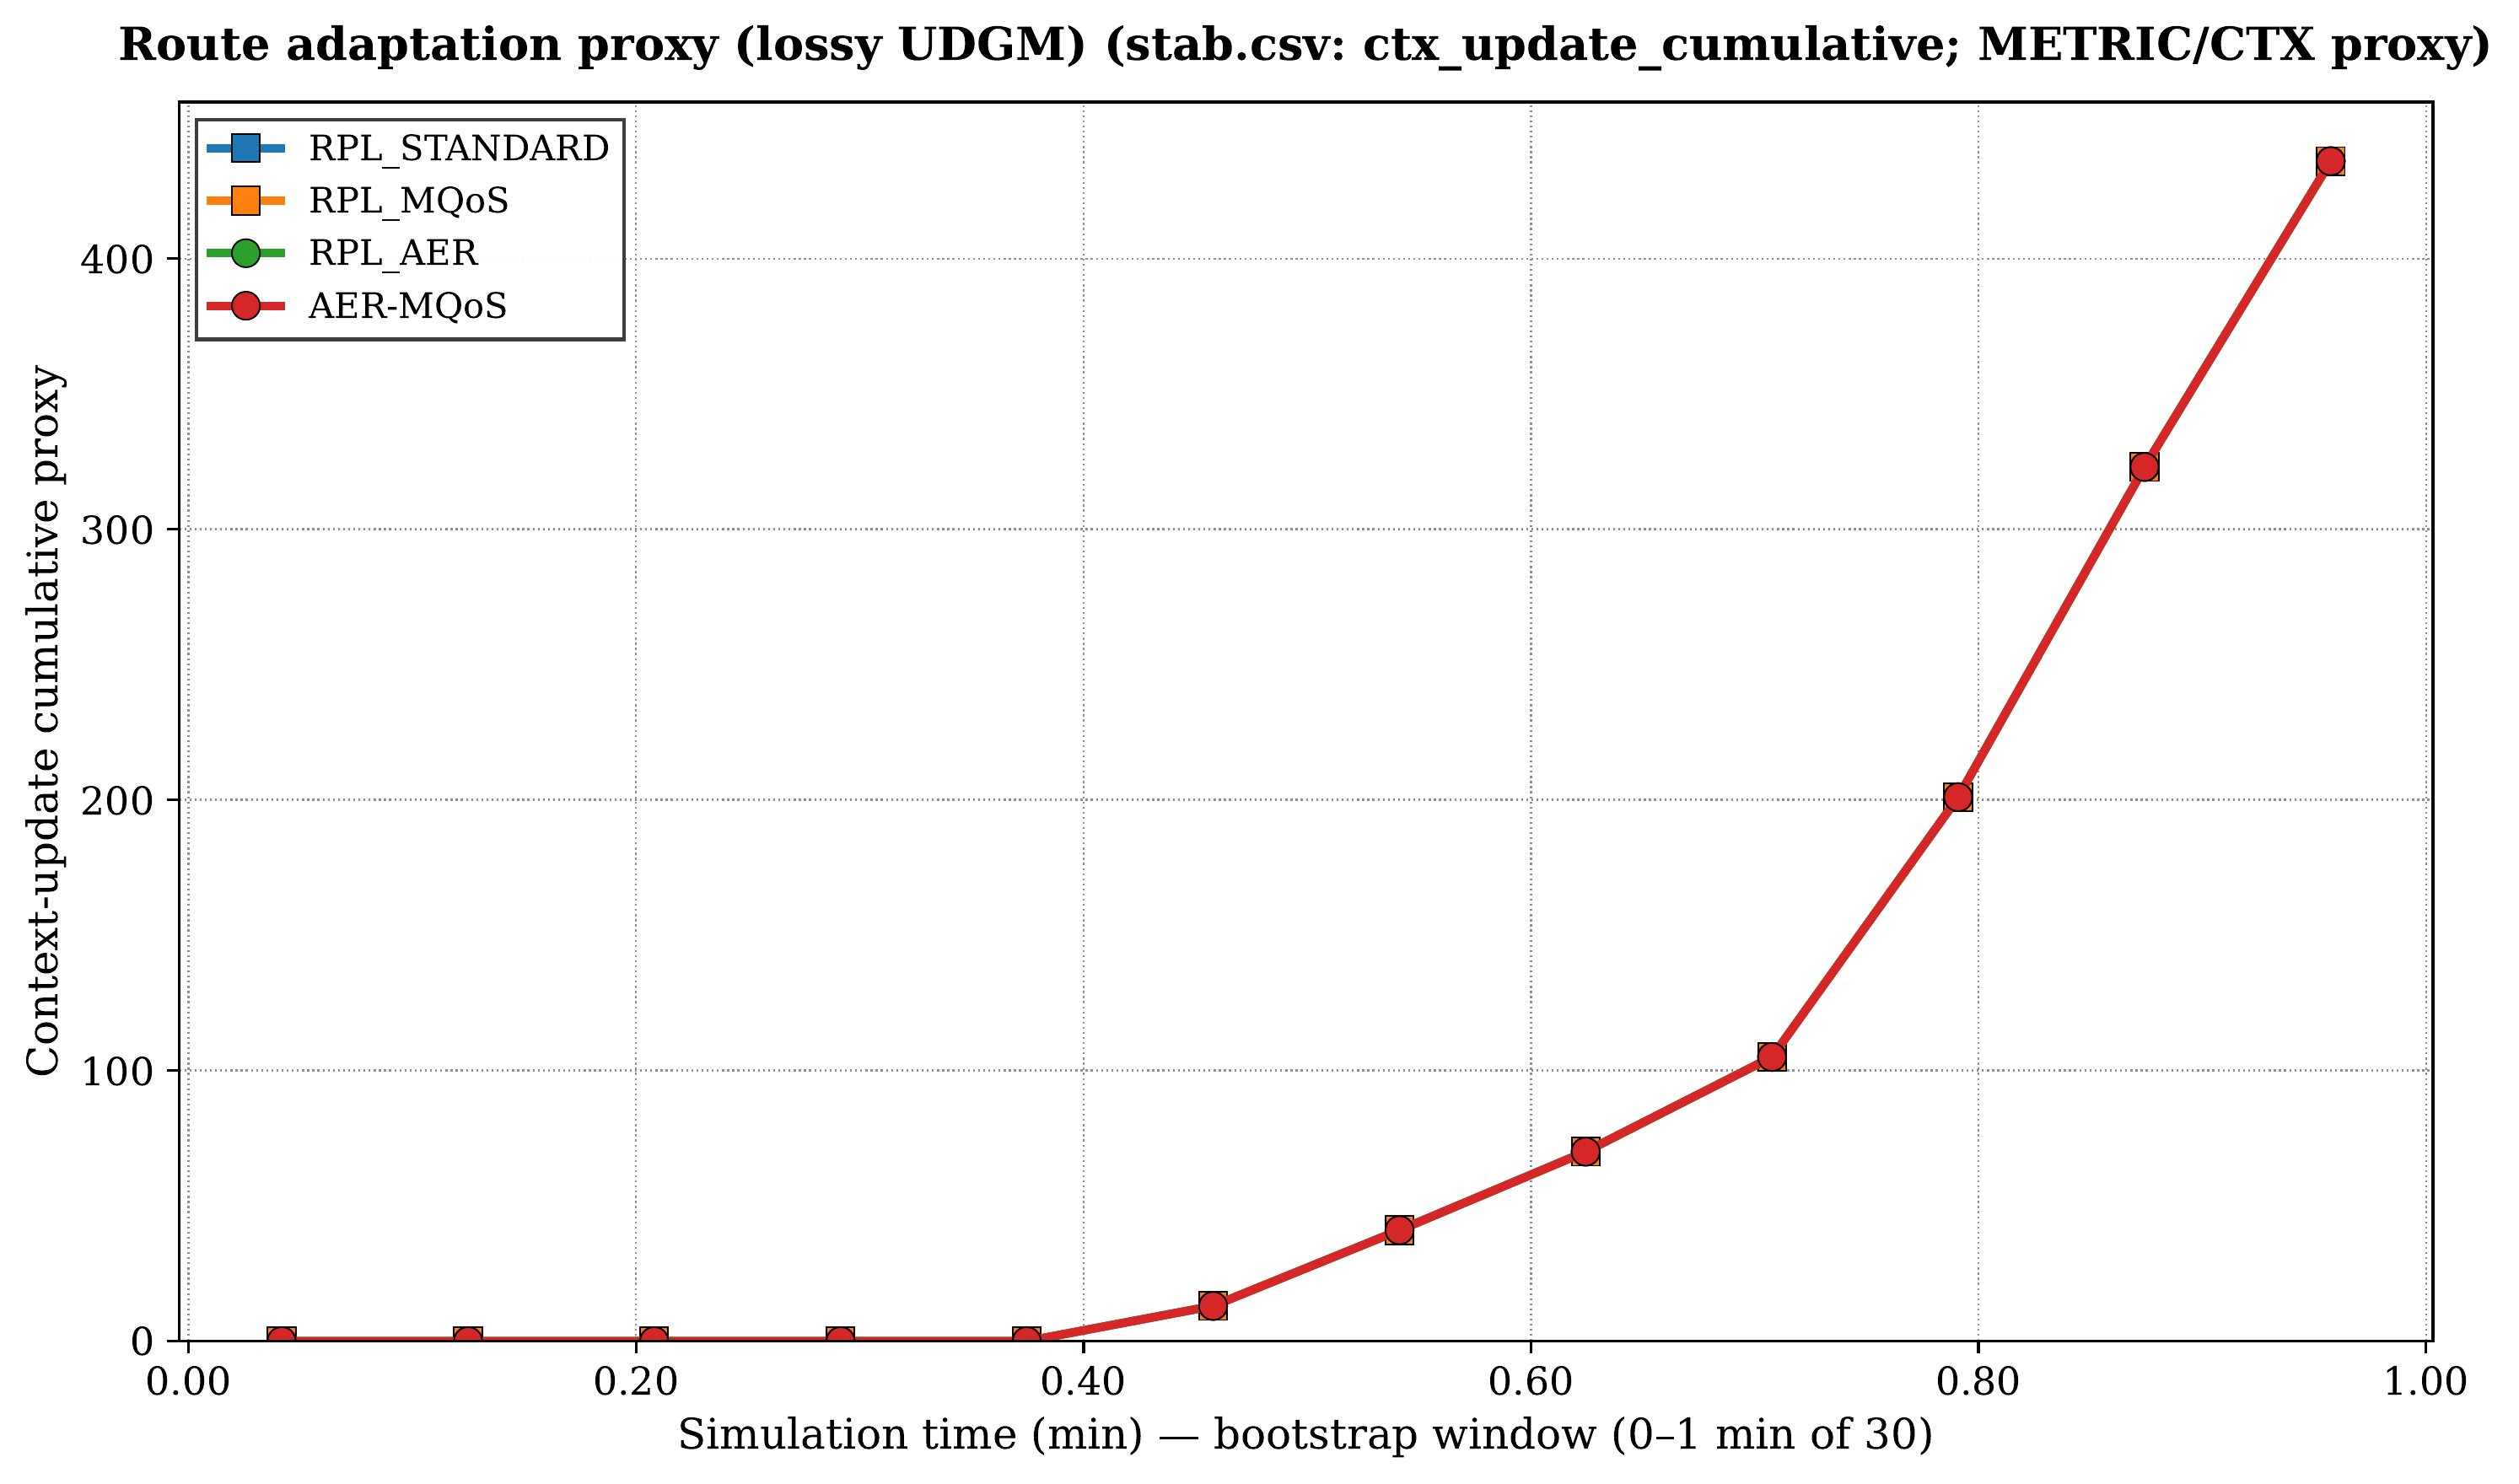 Route adaptation proxy (lossy UDGM) (stab.csv: ctx_update_cumulative; METRIC/CTX proxy)
RPL_STANDARD
RPL_MQoS
RPL_AER
AER-MQoS
Context-update cumulative proxy
400
300
200
100
0
0.00 0.20 0.40 0.60 0.80 1.00
Simulation time (min) — bootstrap window (0–1 min of 30)